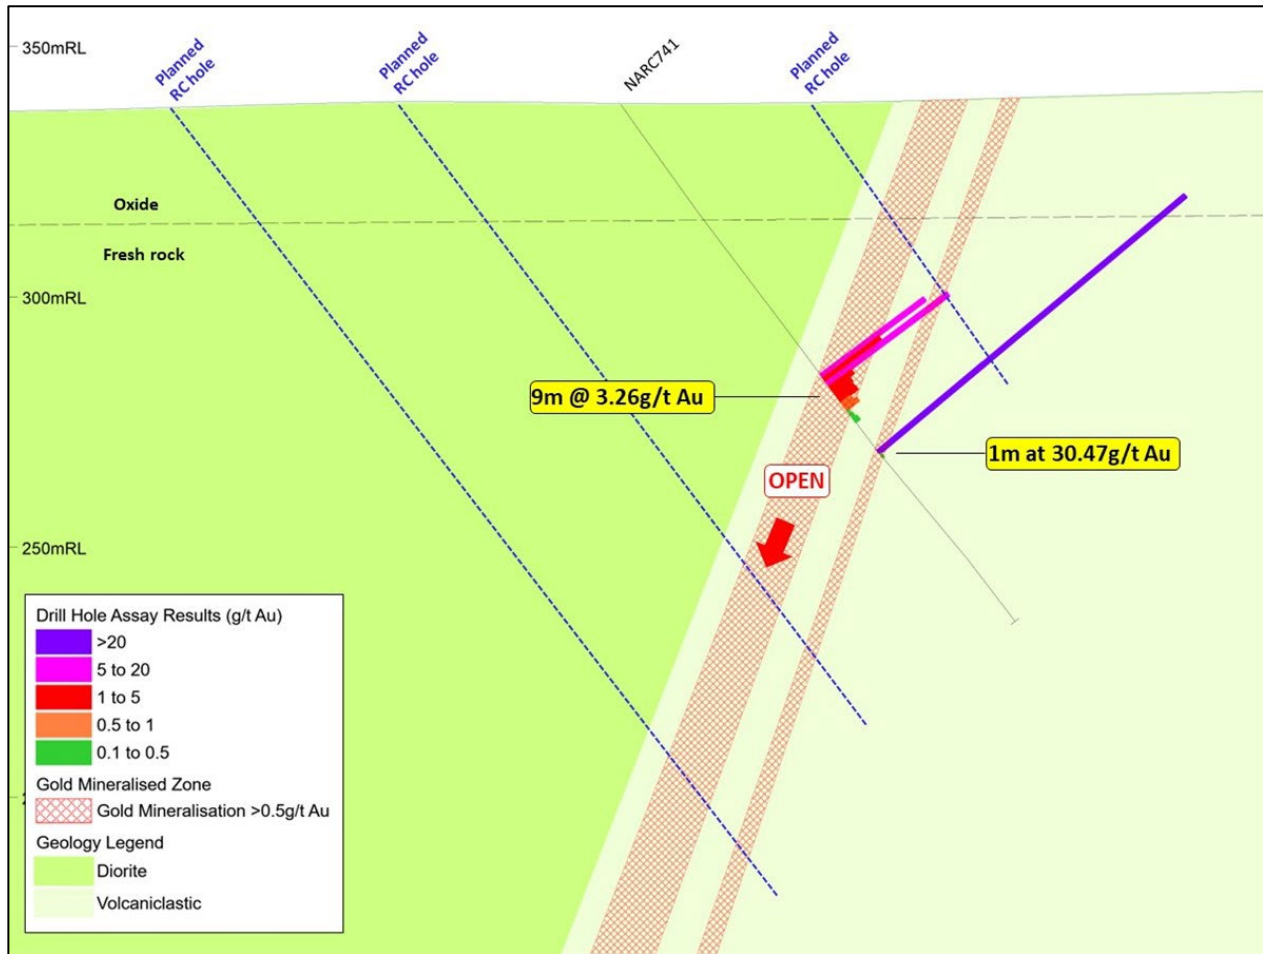 350mRL
Planned
RC hole
Planned
RC hole
NARC741
Planned
RC hole
Oxide
Fresh rock
300mRL
9m @ 3.26g/t Au
1m at 30.47g/t Au
OPEN
250mRL
Drill Hole Assay Results (g/t Au)
>20
5 to 20
1 to 5
0.5 to 1
0.1 to 0.5
Gold Mineralised Zone
Gold Mineralisation >0.5g/t Au
Geology Legend
Diorite
Volcaniclastic